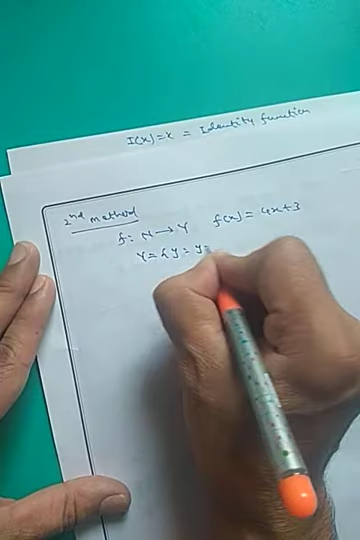 I(x)=x = Identity function
2nd method
f: N → Y f(x) = 4x+3
Y = { y = y =